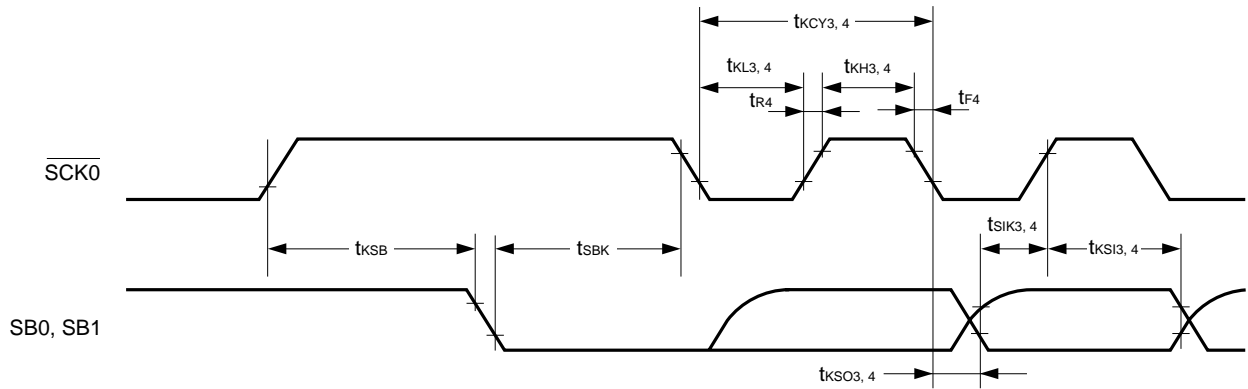 tKCY3, 4
tKL3, 4
tKH3, 4
tR4
tF4
SCK0
tSIK3, 4
tKSB
tSBK
tKSI3, 4
SB0, SB1
tKSO3, 4